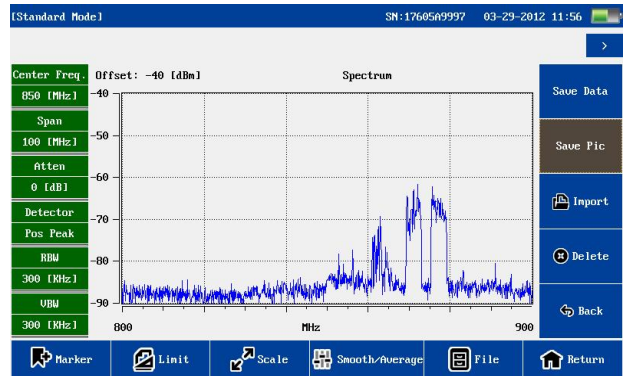 [Standard Mode] SN:17605A9997 03-29-2012 11:56
>
Center Freq.
850 [MHz]
Span
100 [MHz]
Atten
0 [dB]
Detector
Pos Peak
RBW
300 [KHz]
VBW
300 [KHz]
Offset: -40 [dBm] Spectrum
-40
-50
-60
-70
-80
-90
800 MHz 900
Save Data
Save Pic
Import
Delete
Back
Marker Limit Scale Smooth/Average File Return